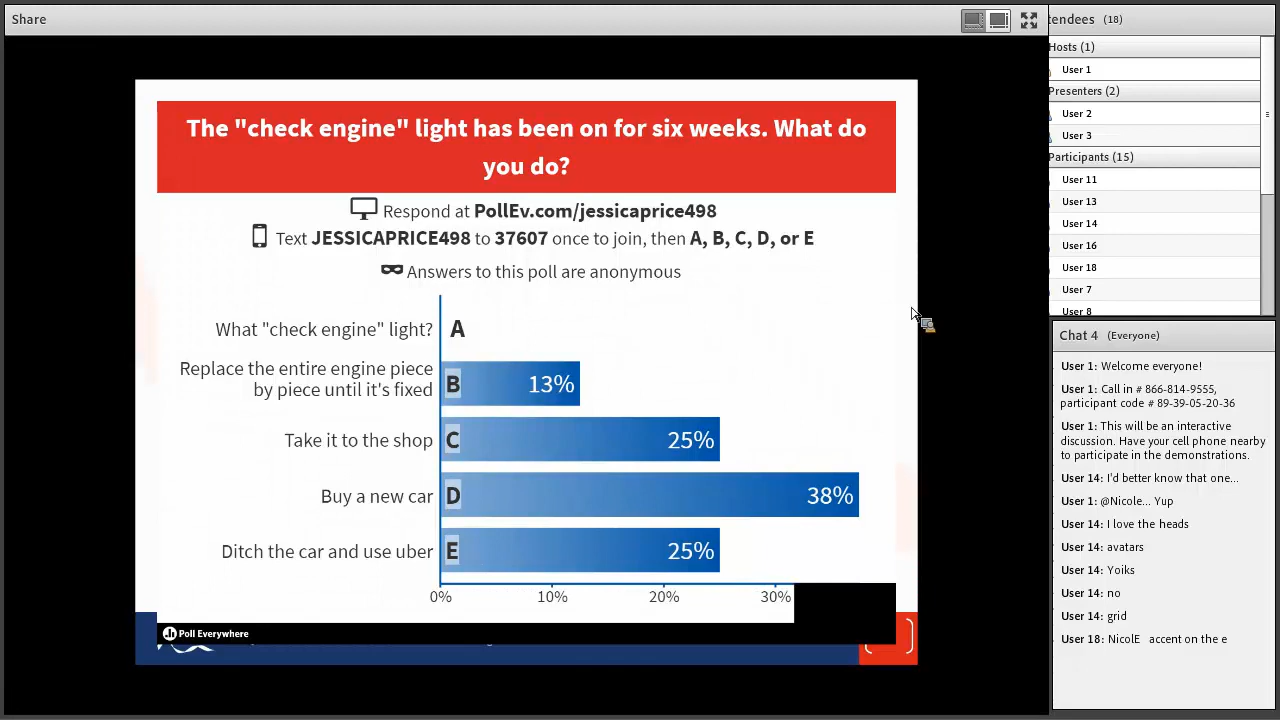 Share
The "check engine" light has been on for six weeks. What do
you do?
Respond at PollEv.com/jessicaprice498
Text JESSICAPRICE498 to 37607 once to join, then A, B, C, D, or E
Answers to this poll are anonymous
What "check engine" light? A
Replace the entire engine piece
by piece until it's fixed
B 13%
Take it to the shop C 25%
Buy a new car D 38%
Ditch the car and use uber E 25%
0% 10% 20% 30%
Poll Everywhere
tendees (18)
Hosts (1)
User 1
Presenters (2)
User 2
User 3
Participants (15)
User 11
User 13
User 14
User 16
User 18
User 7
User 8
Chat 4 (Everyone)
User 1: Welcome everyone!
User 1: Call in # 866-814-9555,
participant code # 89-39-05-20-36
User 1: This will be an interactive
discussion. Have your cell phone nearby
to participate in the demonstrations.
User 14: I'd better know that one...
User 1: @Nicole... Yup
User 14: I love the heads
User 14: avatars
User 14: Yoiks
User 14: no
User 14: grid
User 18: NicolE accent on the e